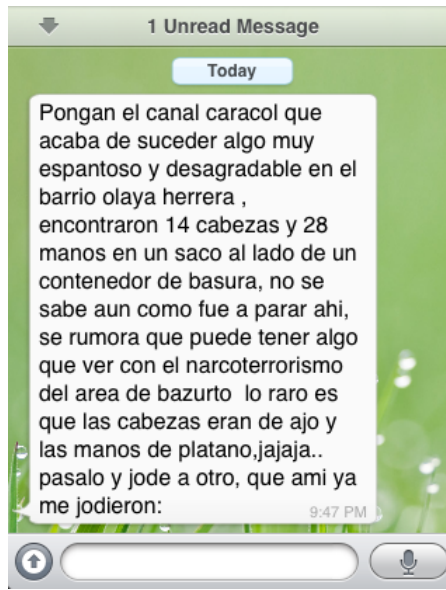 1 Unread Message
Today
Pongan el canal caracol que
acaba de suceder algo muy
espantoso y desagradable en el
barrio olaya herrera ,
encontraron 14 cabezas y 28
manos en un saco al lado de un
contenedor de basura, no se
sabe aun como fue a parar ahi,
se rumora que puede tener algo
que ver con el narcoterrorismo
del area de bazurto  lo raro es
que las cabezas eran de ajo y
las manos de platano,jajaja..
pasalo y jode a otro, que ami ya
me jodieron:
9:47 PM